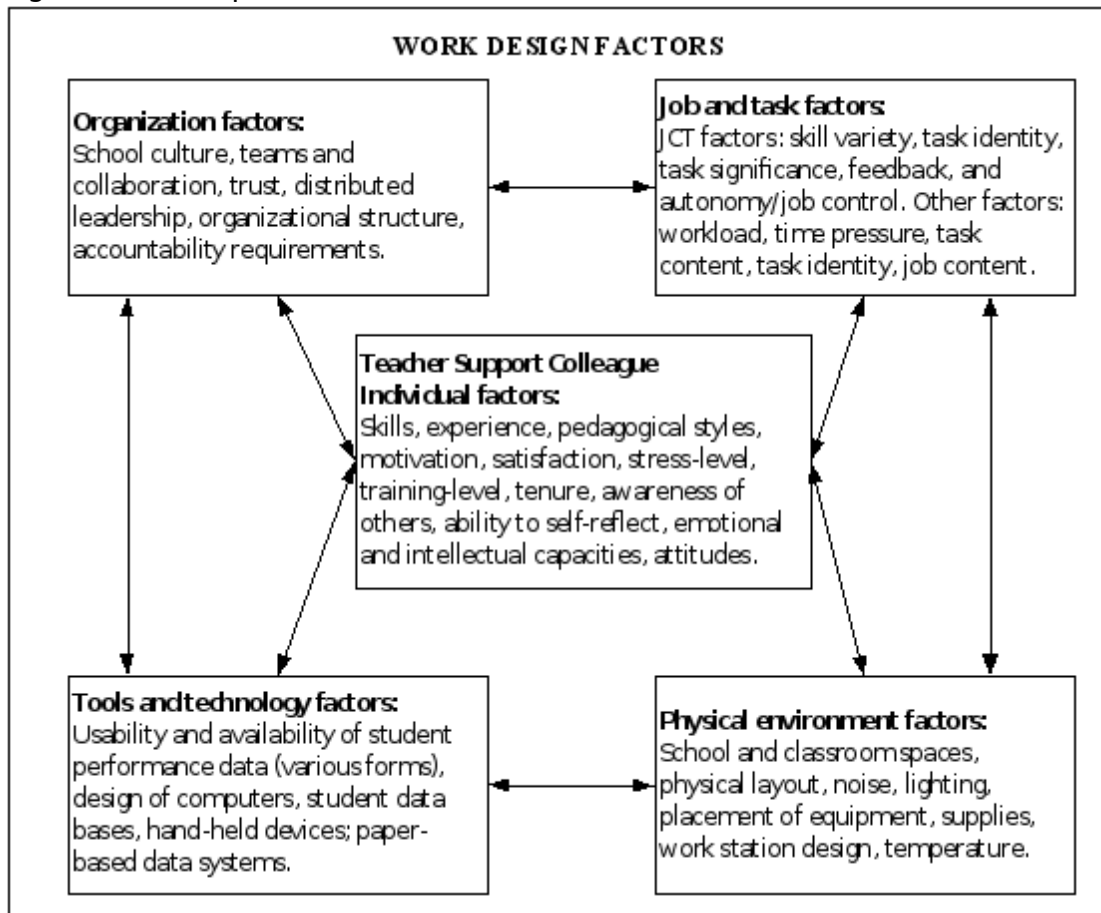 WORK DESIGN FACTORS
Organization factors:
School culture, teams and
collaboration, trust, distributed
leadership, organizational structure,
accountability requirements.
Job and task factors:
JCT factors: skill variety, task identity,
task significance, feedback, and
autonomy/job control. Other factors:
workload, time pressure, task
content, task identity, job content.
Teacher Support Colleague
Individual factors:
Skills, experience, pedagogical styles,
motivation, satisfaction, stress-level,
training-level, tenure, awareness of
others, ability to self-reflect, emotional
and intellectual capacities, attitudes.
Tools and technology factors:
Usability and availability of student
performance data (various forms),
design of computers, student data
bases, hand-held devices; paper-
based data systems.
Physical environment factors:
School and classroom spaces,
physical layout, noise, lighting,
placement of equipment, supplies,
work station design, temperature.